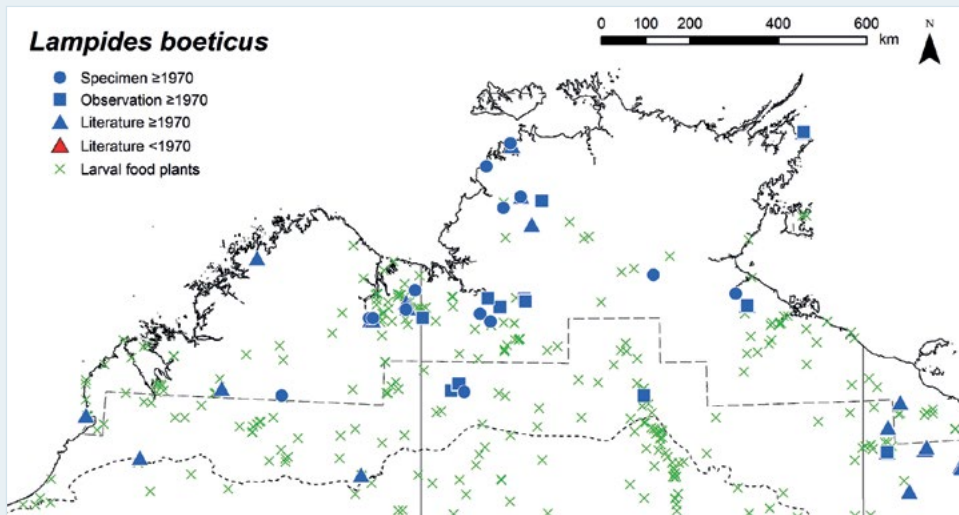 Lampides boeticus
Specimen ≥1970
Observation ≥1970
Literature ≥1970
Literature <1970
Larval food plants
0 100 200 400 600
km
N